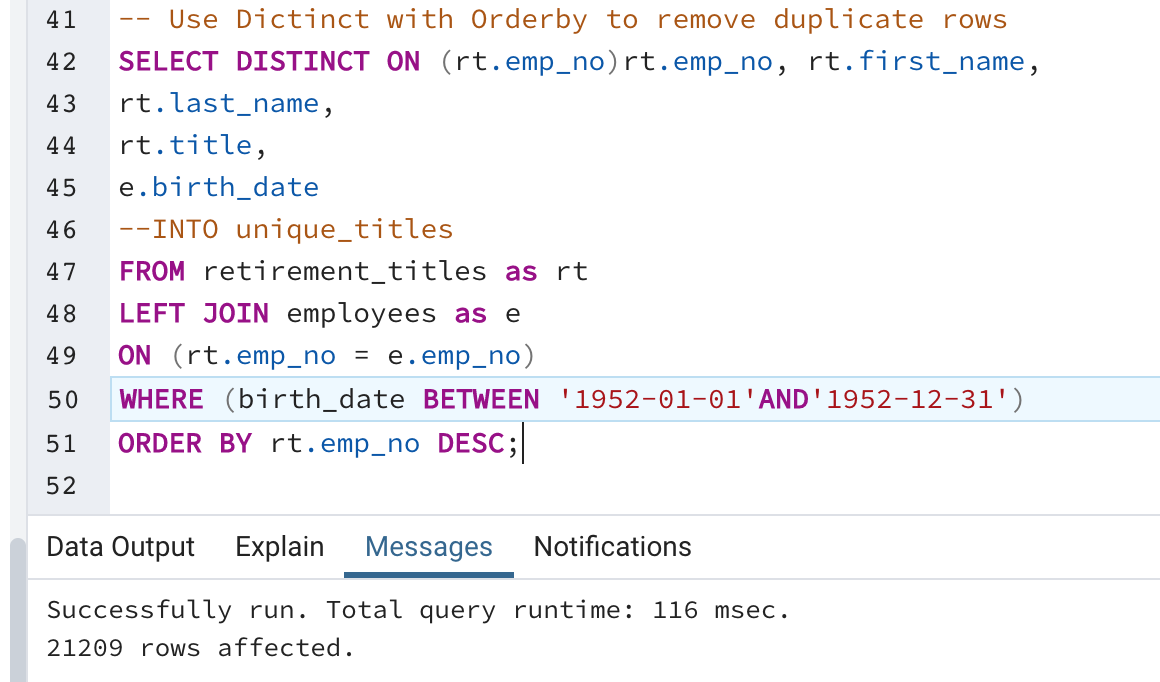 41 -- Use Dictinct with Orderby to remove duplicate rows
42 SELECT DISTINCT ON (rt.emp_no)rt.emp_no, rt.first_name,
43 rt.last_name,
44 rt.title,
45 e.birth_date
46 --INTO unique_titles
47 FROM retirement_titles as rt
48 LEFT JOIN employees as e
49 ON (rt.emp_no = e.emp_no)
50 WHERE (birth_date BETWEEN '1952-01-01'AND'1952-12-31')
51 ORDER BY rt.emp_no DESC;
52
Data Output Explain Messages Notifications
Successfully run. Total query runtime: 116 msec.
21209 rows affected.